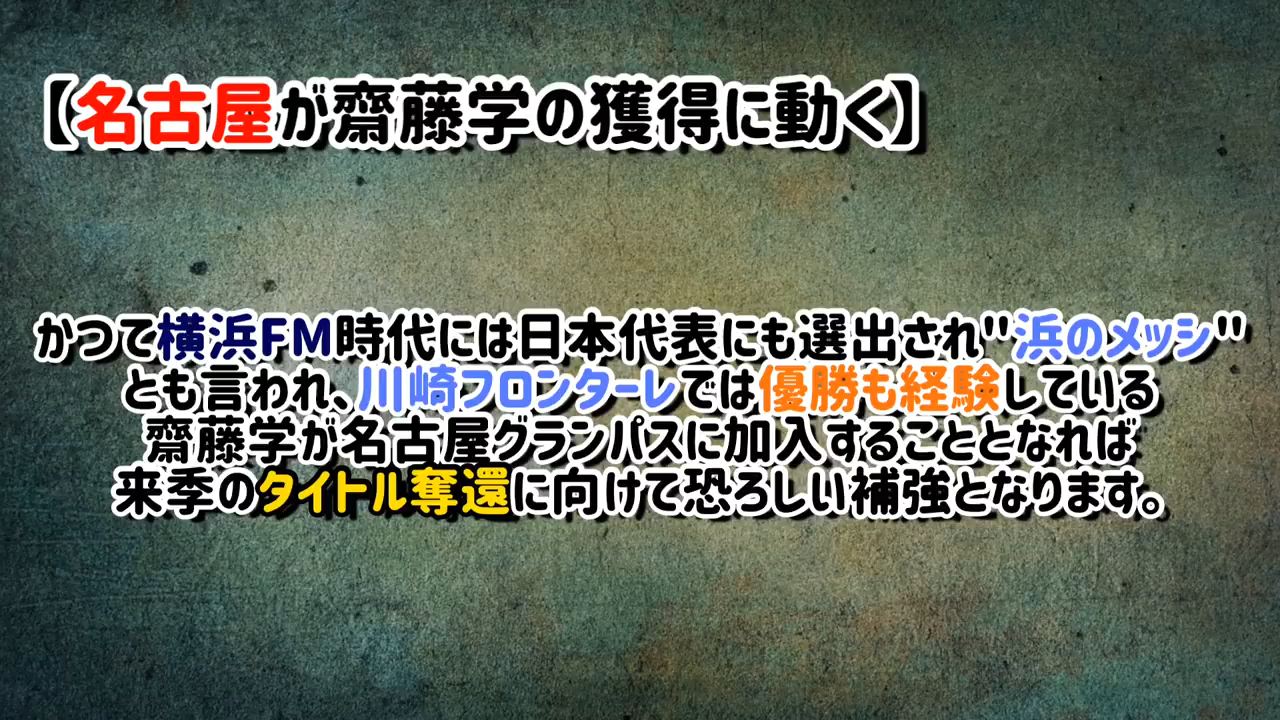 【名古屋が齋藤学の獲得に動く】
かつて横浜FM時代には日本代表にも選出され"浜のメッシ"
とも言われ、川崎フロンターレでは優勝も経験している
齋藤学が名古屋グランパスに加入することとなれば
来季のタイトル奪還に向けて恐ろしい補強となります。